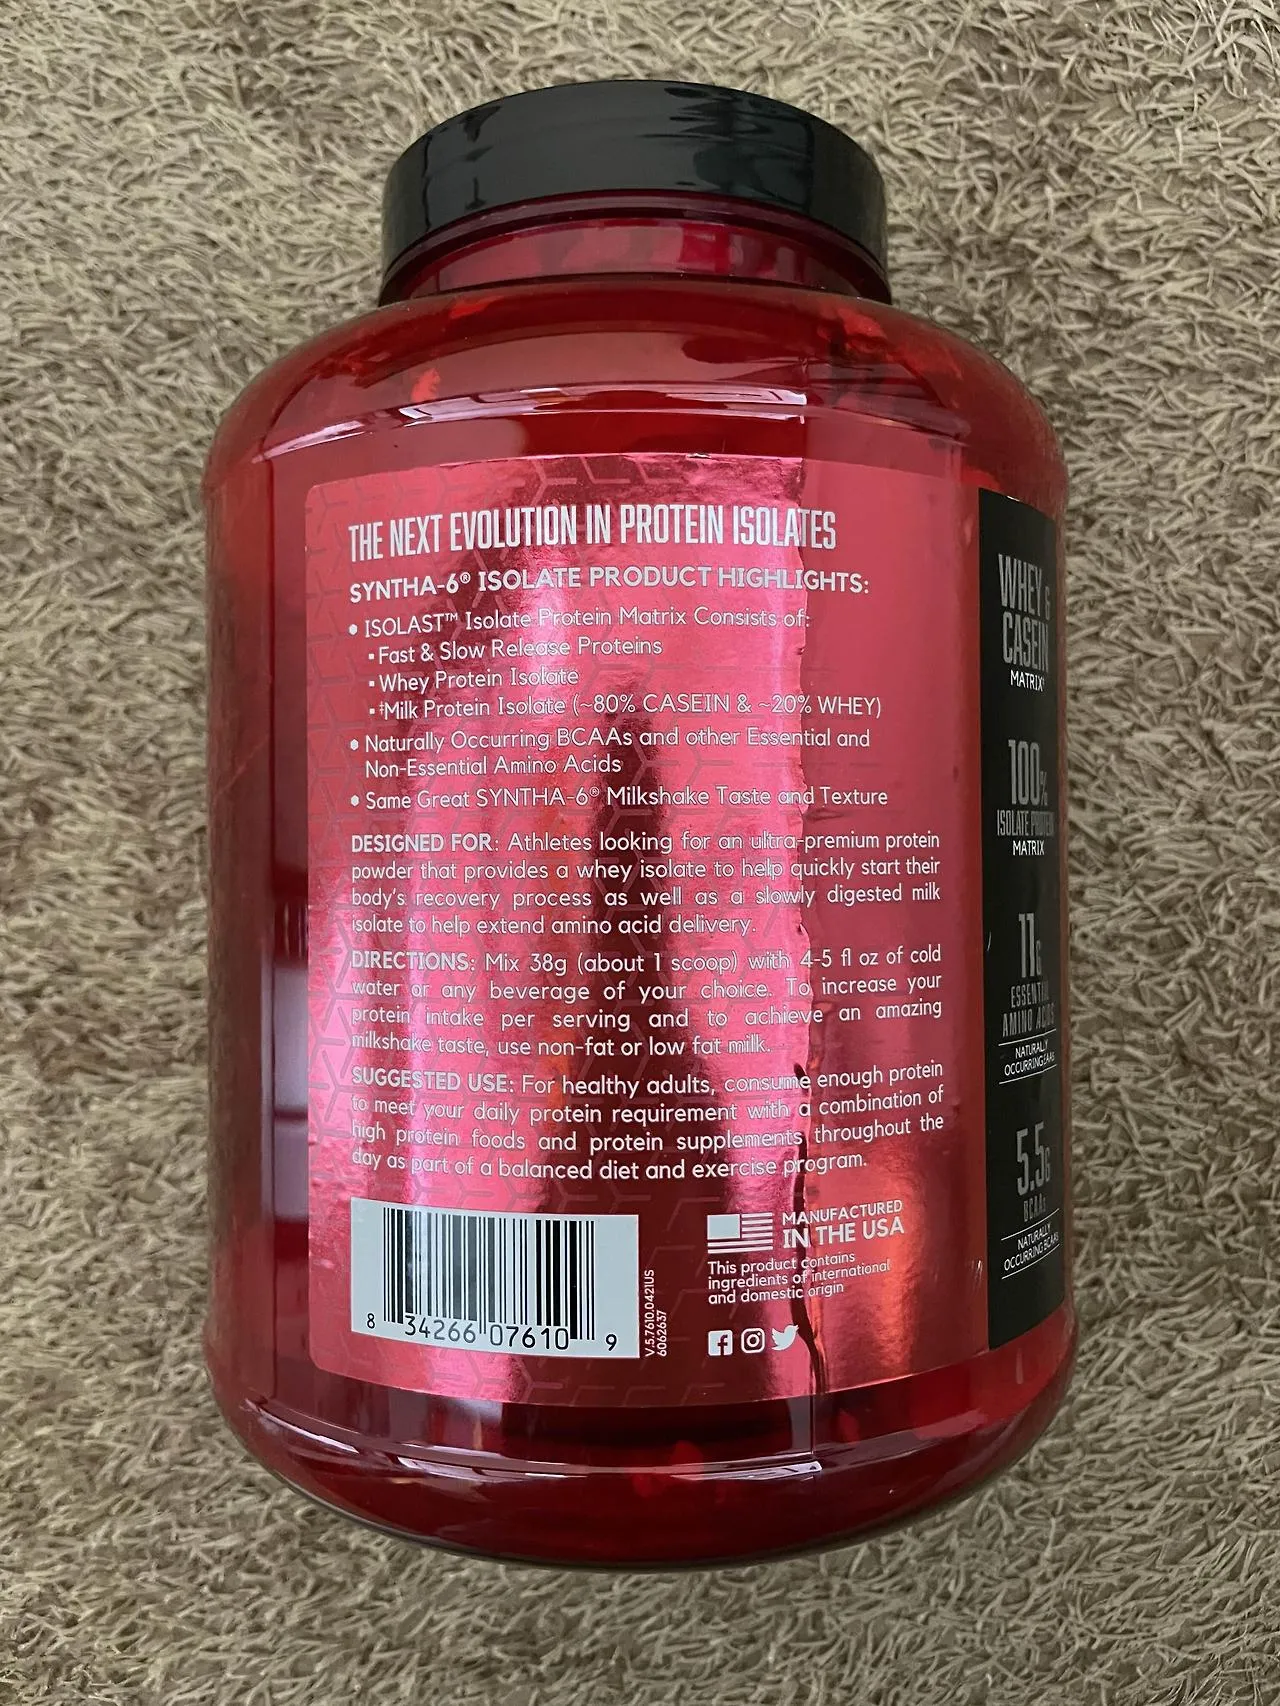 THE NEXT EVOLUTION IN PROTEIN ISOLATES
SYNTHA-6® ISOLATE PRODUCT HIGHLIGHTS:
• ISOLAST™ Isolate Protein Matrix Consists of:
▪ Fast & Slow Release Proteins
▪ Whey Protein Isolate
▪ ‡Milk Protein Isolate (~80% CASEIN & ~20% WHEY)
• Naturally Occurring BCAAs and other Essential and
Non-Essential Amino Acids
• Same Great SYNTHA-6® Milkshake Taste and Texture
DESIGNED FOR: Athletes looking for an ultra-premium protein
powder that provides a whey isolate to help quickly start their
body's recovery process as well as a slowly digested milk
isolate to help extend amino acid delivery.
DIRECTIONS: Mix 38g (about 1 scoop) with 4-5 fl oz of cold
water or any beverage of your choice. To increase your
protein intake per serving and to achieve an amazing
milkshake taste, use non-fat or low fat milk.
SUGGESTED USE: For healthy adults, consume enough protein
to meet your daily protein requirement with a combination of
high protein foods and protein supplements throughout the
day as part of a balanced diet and exercise program.
8 34266 07610 9
V.5.7610.0421US
6062637
MANUFACTURED
IN THE USA
This product contains
ingredients of international
and domestic origin
WHEY &
CASEIN
MATRIX‡
100%
ISOLATE PROTEIN
MATRIX
11g
ESSENTIAL
AMINO ACIDS
NATURALLY
OCCURRING EAAs
5.5g
BCAAs
NATURALLY
OCCURRING BCAAs